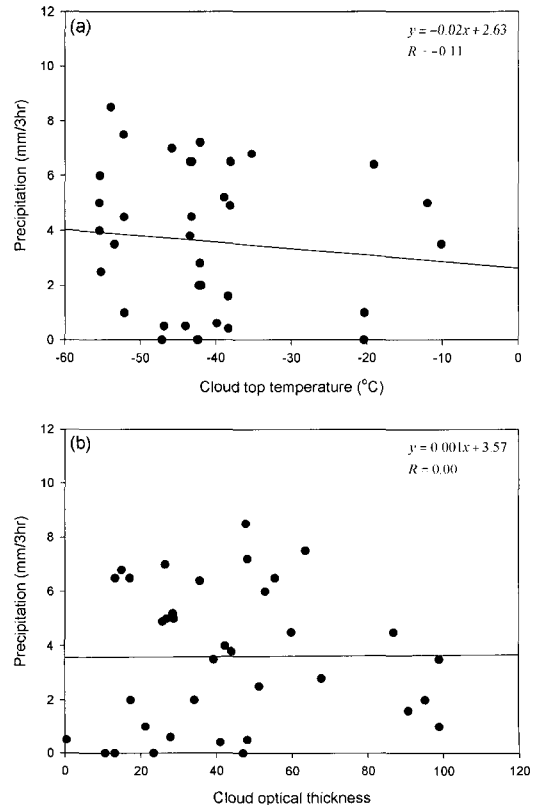 (a)
y = -0.02x + 2.63
R = -0.11
Precipitation (mm/3hr)
12
10
8
6
4
2
0
-60 -50 -40 -30 -20 -10 0
Cloud top temperature (°C)
(b)
y = 0.001x + 3.57
R = 0.00
Precipitation (mm/3hr)
12
10
8
6
4
2
0
0 20 40 60 80 100 120
Cloud optical thickness